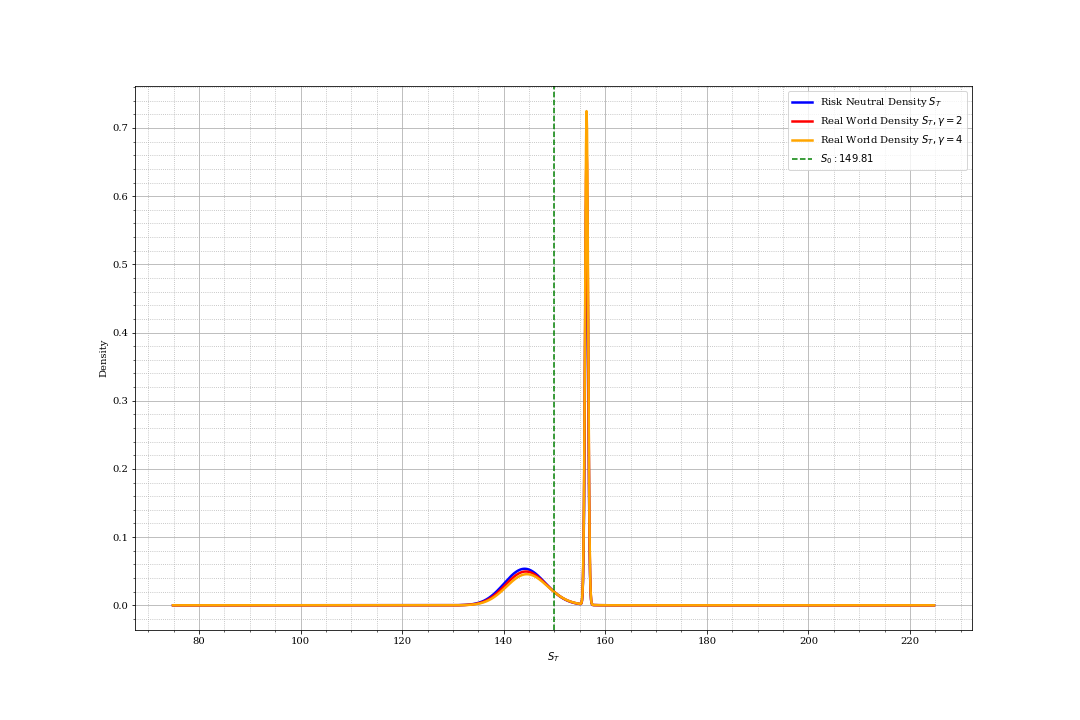 Risk Neutral Density S_T
Real World Density S_T, γ = 2
Real World Density S_T, γ = 4
S_0 : 149.81
Density
0.7
0.6
0.5
0.4
0.3
0.2
0.1
0.0
80 100 120 140 160 180 200 220
S_T